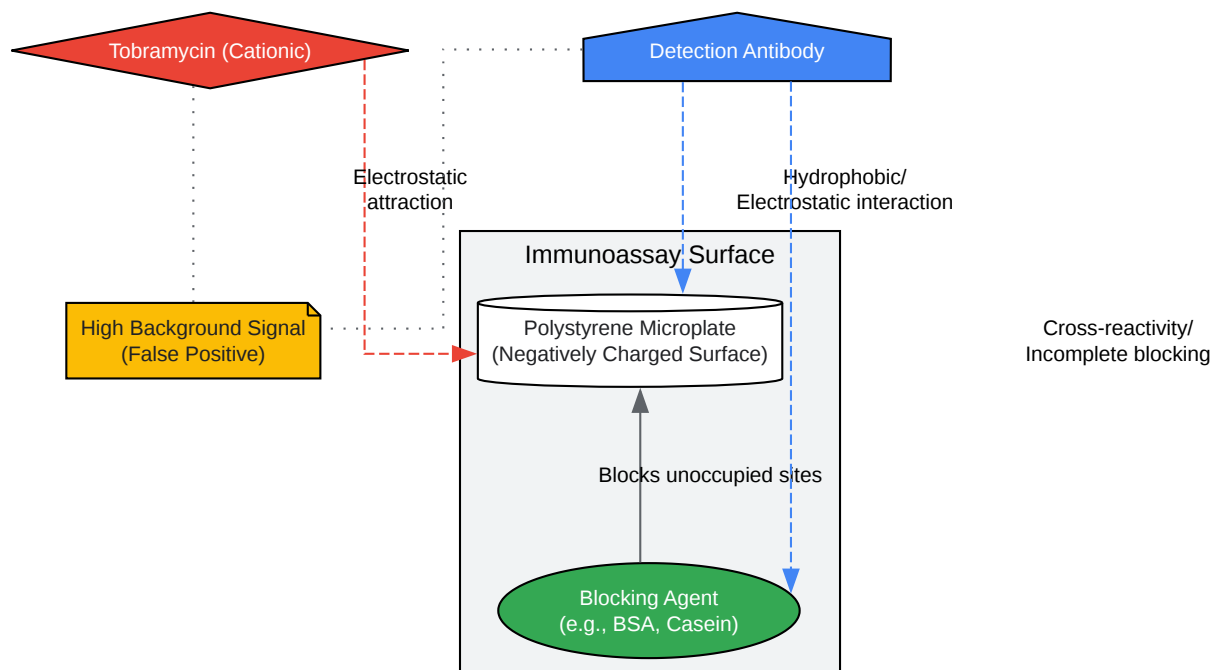 Tobramycin (Cationic)
Detection Antibody
Electrostatic
attraction
Hydrophobic/
Electrostatic interaction
Immunoassay Surface
High Background Signal
(False Positive)
Polystyrene Microplate
(Negatively Charged Surface)
Cross-reactivity/
Incomplete blocking
Blocks unoccupied sites
Blocking Agent
(e.g., BSA, Casein)